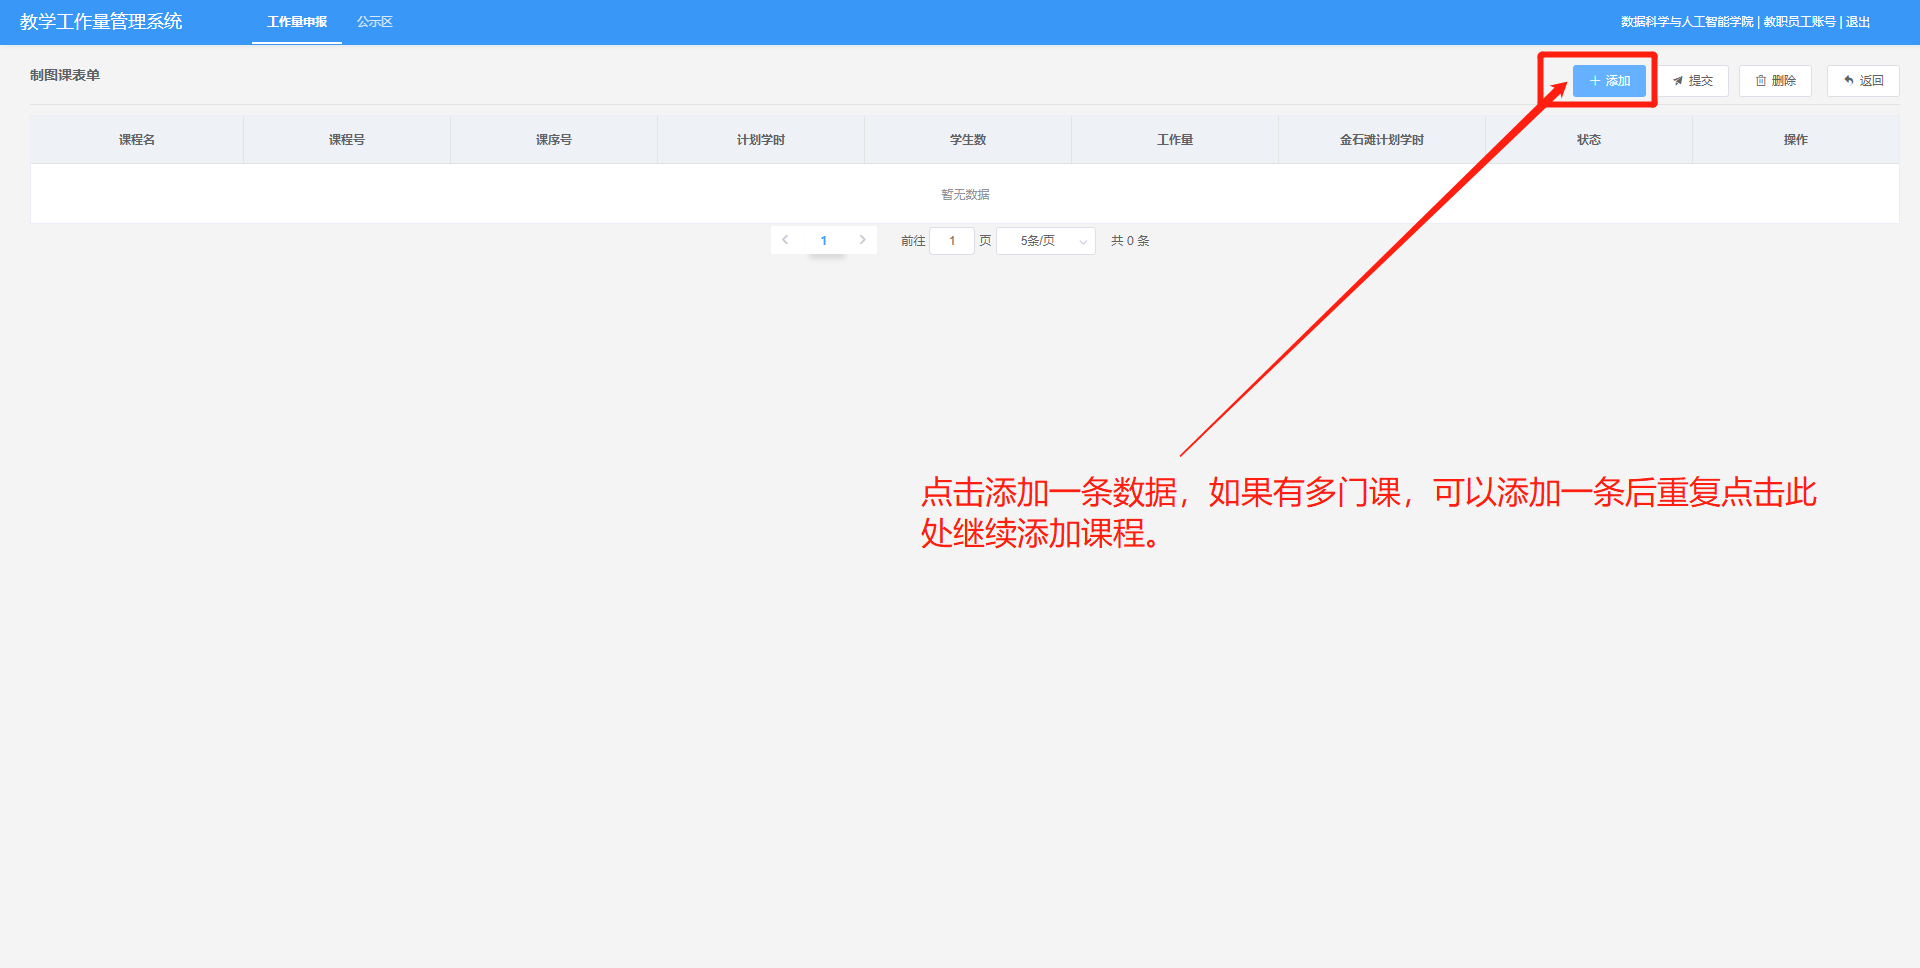 教学工作量管理系统 工作量申报 公示区 数据科学与人工智能学院 | 教职员工账号 | 退出
制图课表单 添加 提交 删除 返回
课程名 课程号 课序号 计划学时 学生数 工作量 金石滩计划学时 状态 操作
暂无数据
1 前往 1 页 5条/页 共 0 条
点击添加一条数据，如果有多门课，可以添加一条后重复点击此
处继续添加课程。